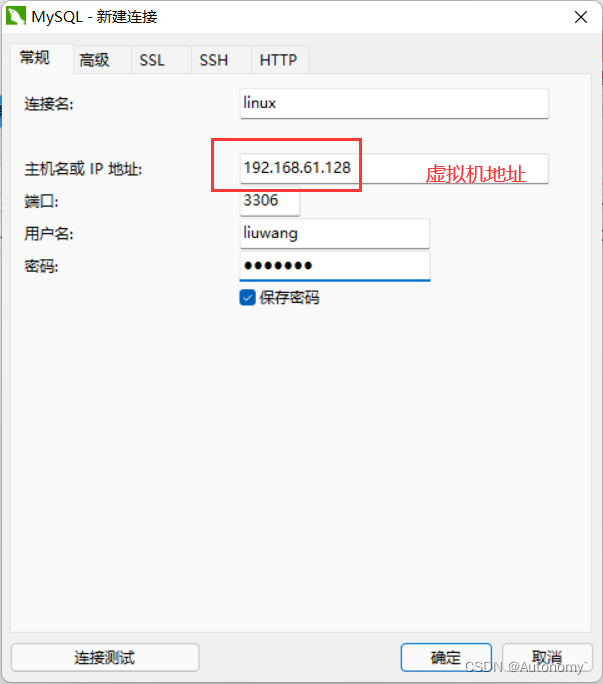 MySQL - 新建连接
常规 高级 SSL SSH HTTP
连接名: linux
主机名或 IP 地址: 192.168.61.128 虚拟机地址
端口: 3306
用户名: liuwang
密码: ●●●●●●●
保存密码
连接测试 确定 取消
CSDN @Autonomy`